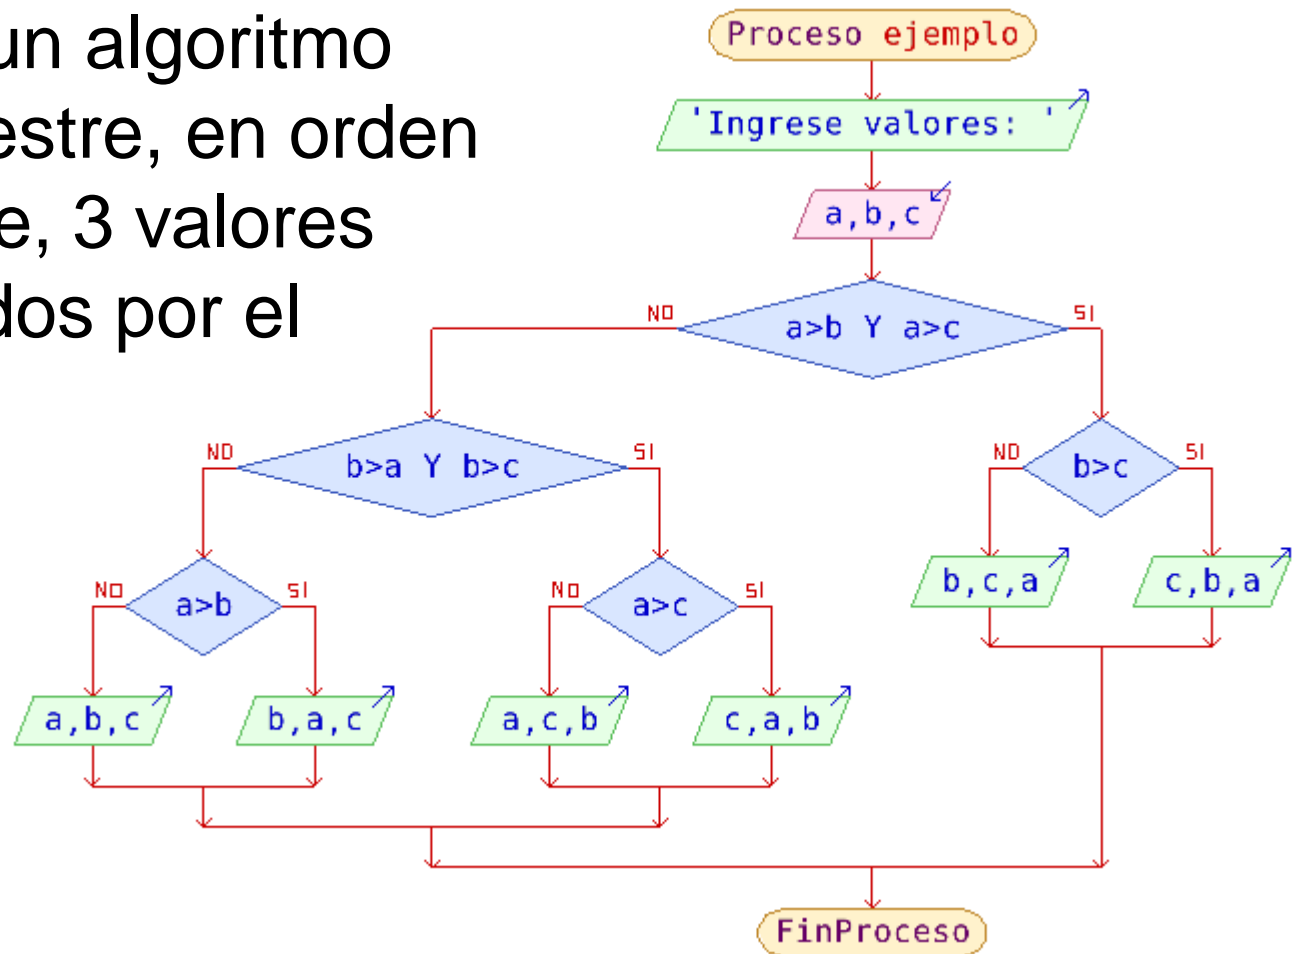 un algoritmo
estre, en orden
e, 3 valores
dos por el
Proceso ejemplo
'Ingrese valores: '
a,b,c
a>b Y a>c
NO
SI
b>a Y b>c
NO
SI
b>c
NO
SI
b,c,a
c,b,a
a>b
NO
SI
a>c
NO
SI
a,b,c
b,a,c
a,c,b
c,a,b
FinProceso